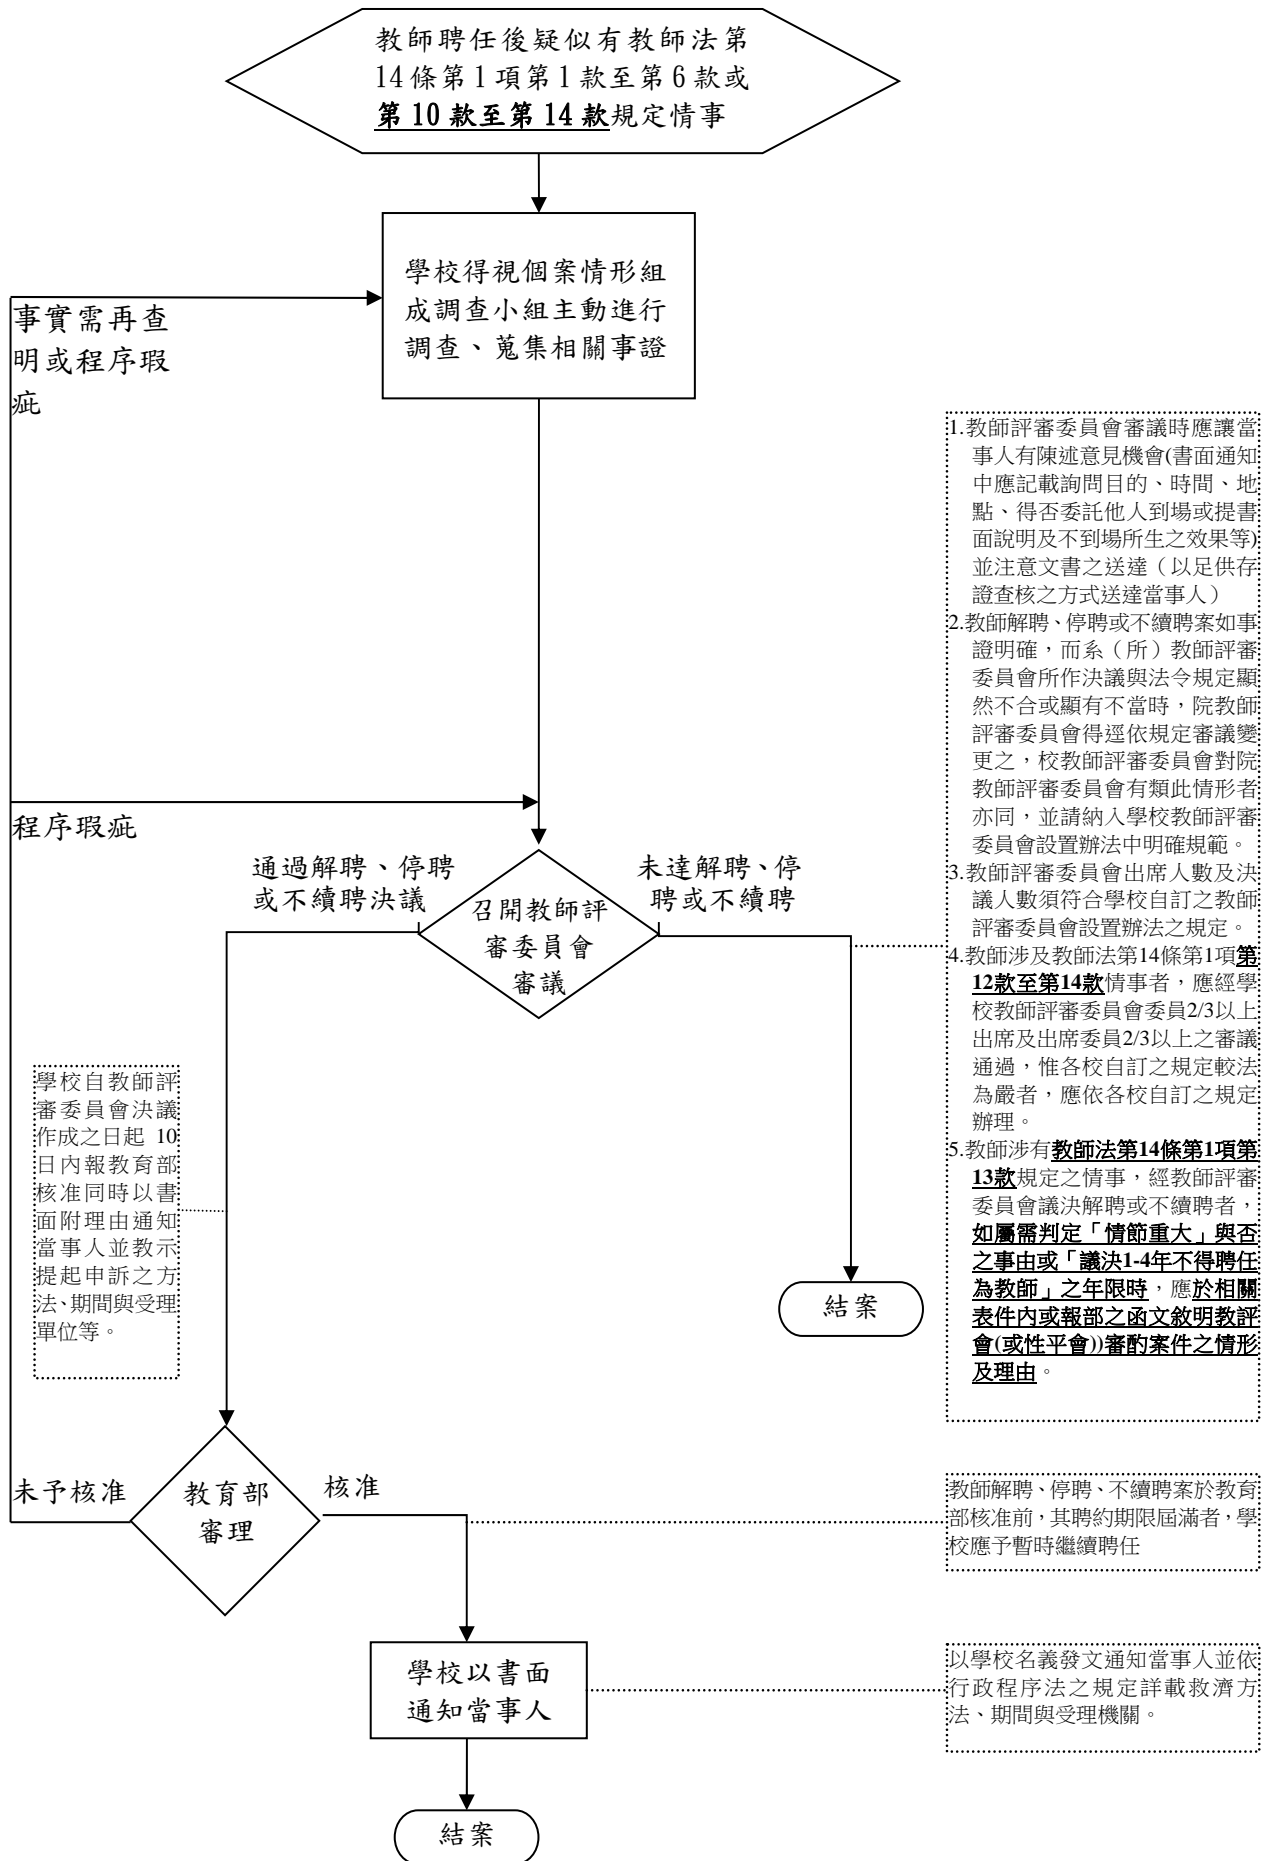 教師聘任後疑似有教師法第
14條第1項第1款至第6款或
第10款至第14款規定情事
學校得視個案情形組
成調查小組主動進行
調查、蒐集相關事證
事實需再查
明或程序瑕
疵
程序瑕疵
通過解聘、停聘
或不續聘決議
未達解聘、停
聘或不續聘
召開教師評
審委員會
審議
1.教師評審委員會審議時應讓當
事人有陳述意見機會(書面通知
中應記載詢問目的、時間、地
點、得否委託他人到場或提書
面說明及不到場所生之效果等)
並注意文書之送達（以足供存
證查核之方式送達當事人）
2.教師解聘、停聘或不續聘案如事
證明確，而系（所）教師評審
委員會所作決議與法令規定顯
然不合或顯有不當時，院教師
評審委員會得逕依規定審議變
更之，校教師評審委員會對院
教師評審委員會有類此情形者
亦同，並請納入學校教師評審
委員會設置辦法中明確規範。
3.教師評審委員會出席人數及決
議人數須符合學校自訂之教師
評審委員會設置辦法之規定。
4.教師涉及教師法第14條第1項第
12款至第14款情事者，應經學
校教師評審委員會委員2/3以上
出席及出席委員2/3以上之審議
通過，惟各校自訂之規定較法
為嚴者，應依各校自訂之規定
辦理。
5.教師涉有教師法第14條第1項第
13款規定之情事，經教師評審
委員會議決解聘或不續聘者，
如屬需判定「情節重大」與否
之事由或「議決1-4年不得聘任
為教師」之年限時，應於相關
表件內或報部之函文敘明教評
會(或性平會))審酌案件之情形
及理由。
學校自教師評
審委員會決議
作成之日起 10
日內報教育部
核准同時以書
面附理由通知
當事人並教示
提起申訴之方
法、期間與受理
單位等。
結案
未予核准
教育部
審理
核准
教師解聘、停聘、不續聘案於教育
部核准前，其聘約期限屆滿者，學
校應予暫時繼續聘任
學校以書面
通知當事人
以學校名義發文通知當事人並依
行政程序法之規定詳載救濟方
法、期間與受理機關。
結案